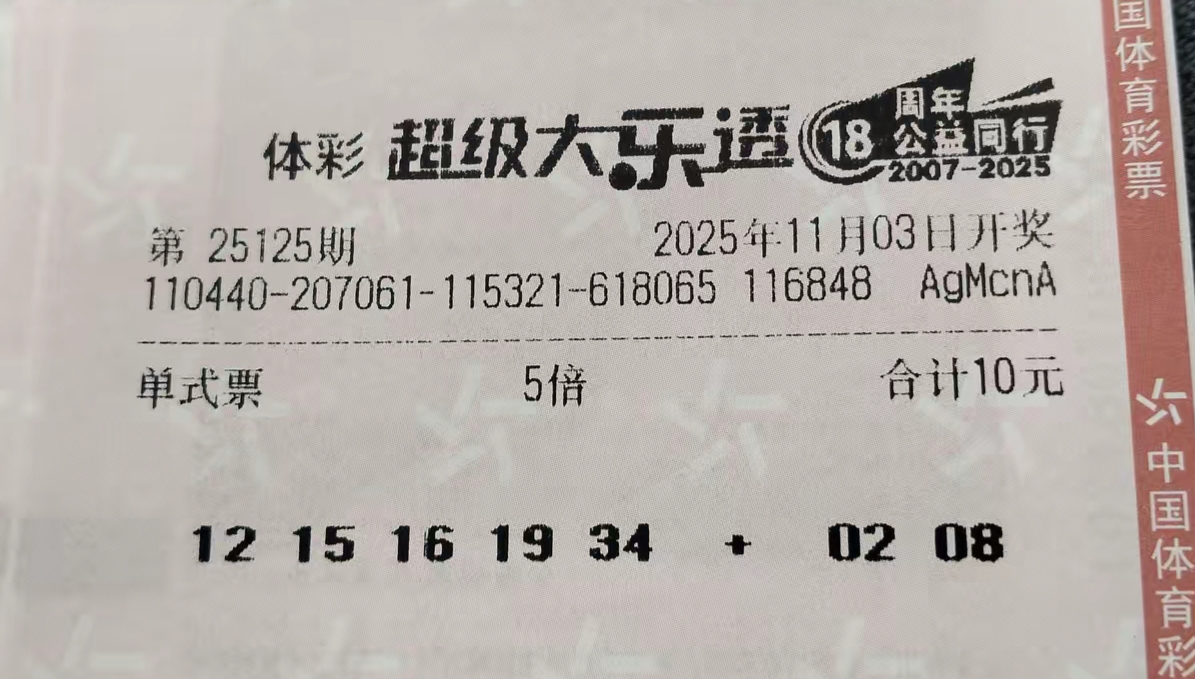 体彩 超级大乐透 18 周年 公益同行 2007-2025
第 25125期 2025年11月03日开奖
110440-207061-115321-618065 116848 AgMcnA
单式票 5倍 合计10元
12 15 16 19 34 + 02 08
国体育彩票
中国体育彩